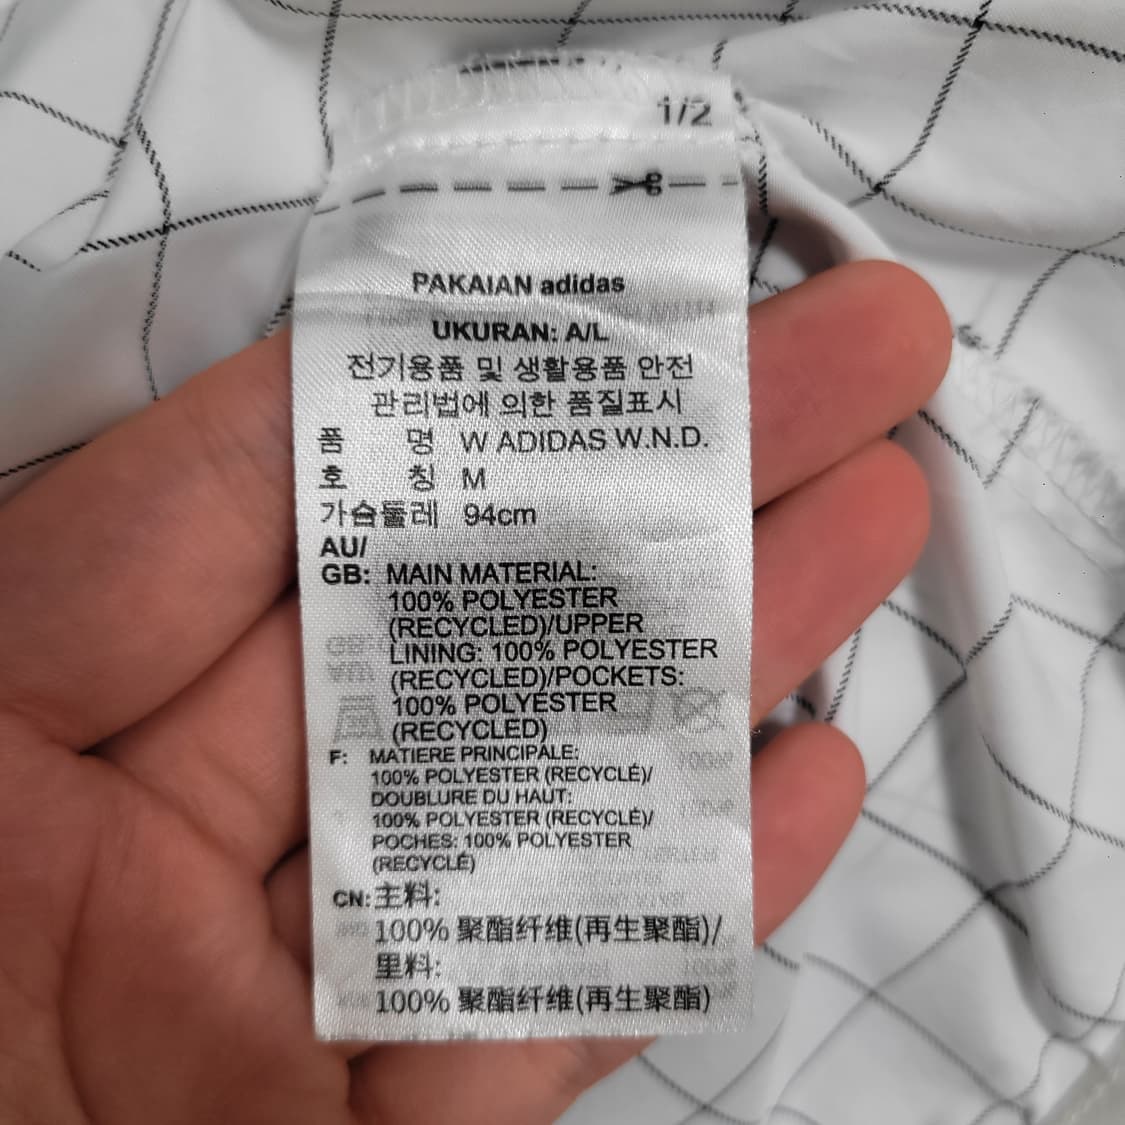 1/2
PAKAIAN adidas
UKURAN: A/L
전기용품 및 생활용품 안전
관리법에 의한 품질표시
품 명 W ADIDAS W.N.D.
호 칭 M
가슴둘레 94cm
AU/
GB: MAIN MATERIAL:
100% POLYESTER
(RECYCLED)/UPPER
LINING: 100% POLYESTER
(RECYCLED)/POCKETS:
100% POLYESTER
(RECYCLED)
F: MATIERE PRINCIPALE:
100% POLYESTER (RECYCLÉ)/
DOUBLURE DU HAUT:
100% POLYESTER (RECYCLÉ)/
POCHES: 100% POLYESTER
(RECYCLÉ)
CN: 主料:
100% 聚酯纤维(再生聚酯)/
里料:
100% 聚酯纤维(再生聚酯)